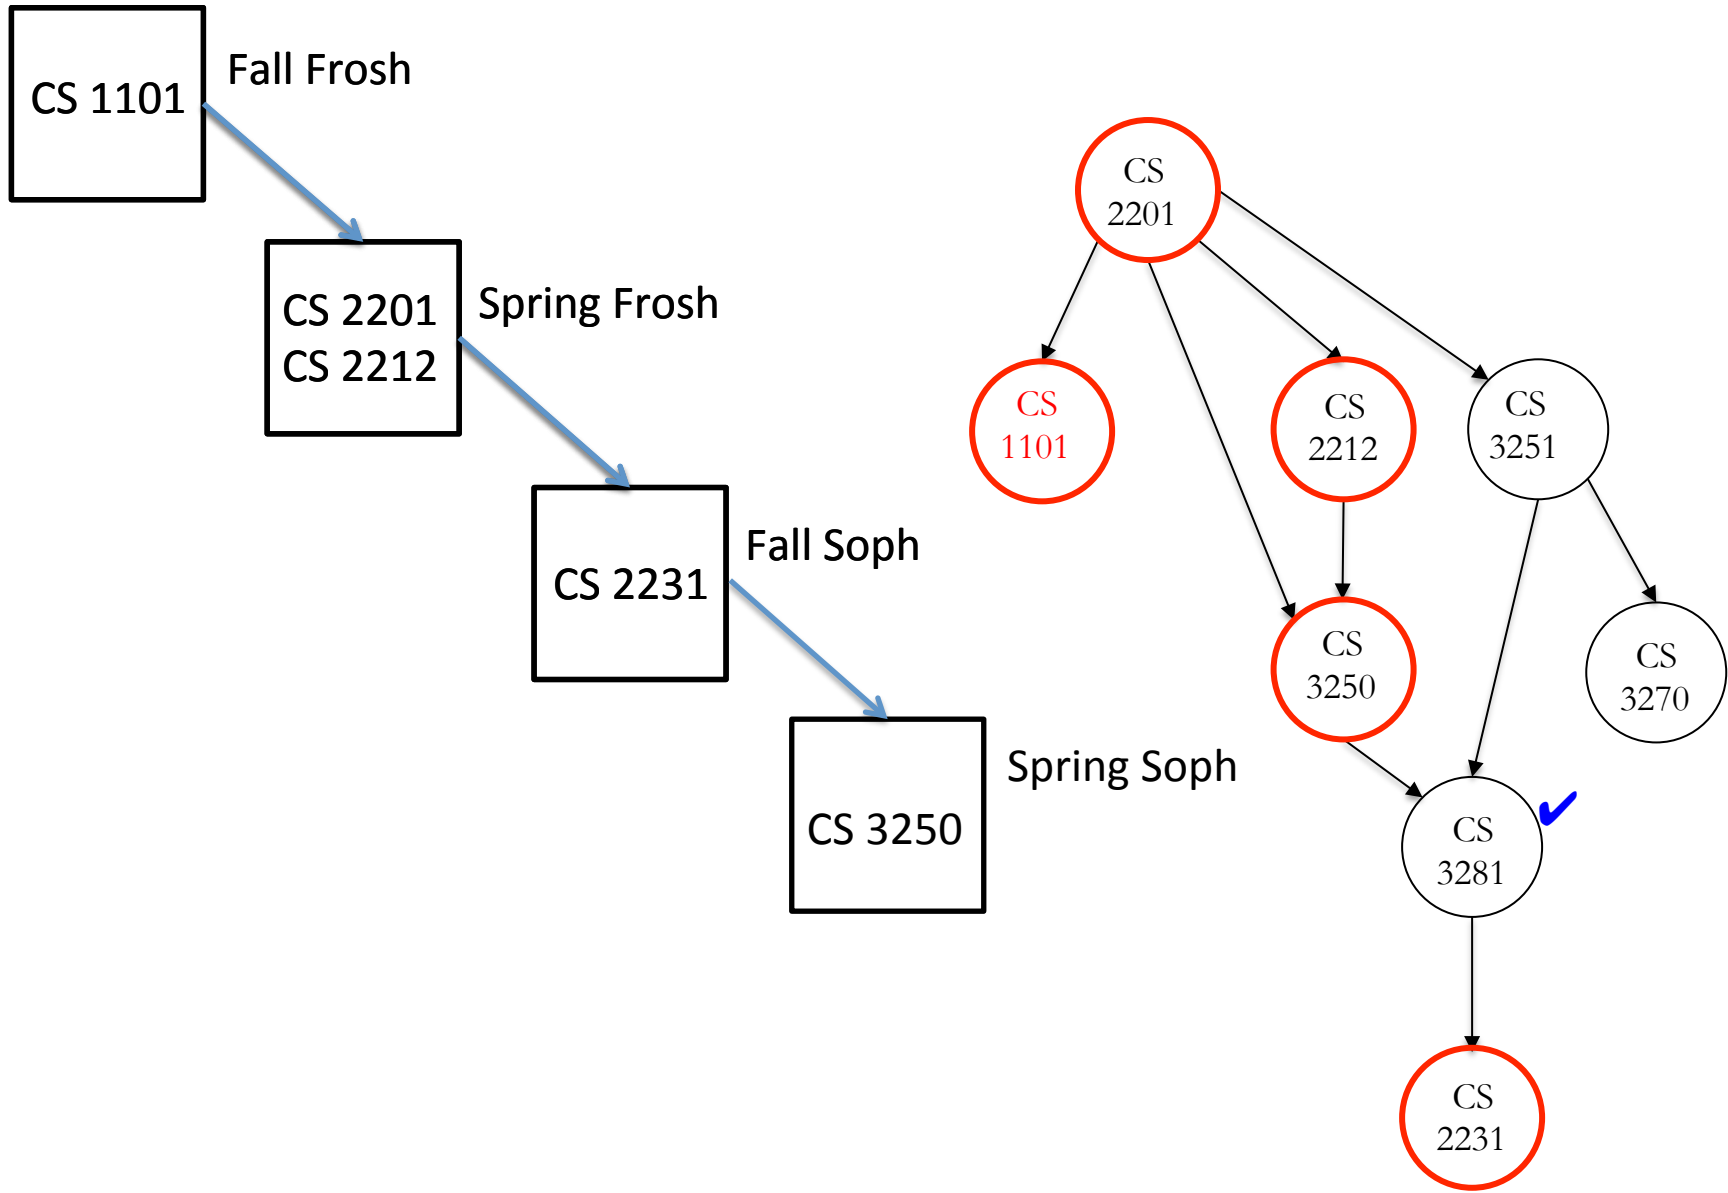 CS 1101
Fall Frosh
CS 2201
CS 2212
Spring Frosh
CS 2231
Fall Soph
CS 3250
Spring Soph
CS
2201
CS
1101
CS
2212
CS
3251
CS
3250
CS
3270
CS
3281
CS
2231